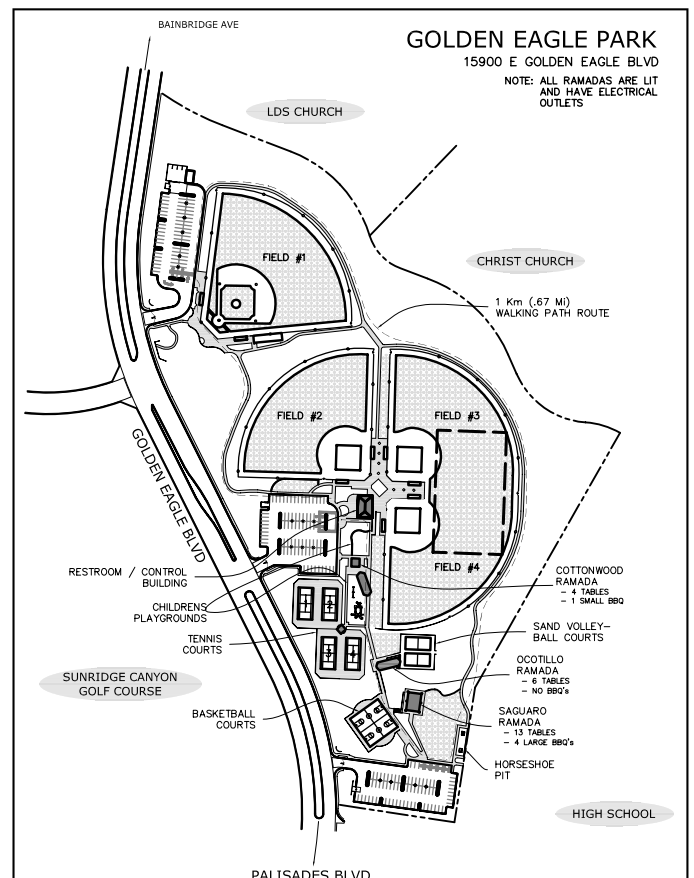 BAINBRIDGE AVE
GOLDEN EAGLE PARK
15900 E GOLDEN EAGLE BLVD
NOTE: ALL RAMADAS ARE LIT
AND HAVE ELECTRICAL
OUTLETS
LDS CHURCH
FIELD #1
CHRIST CHURCH
1 Km (.67 Mi)
WALKING PATH ROUTE
FIELD #2
FIELD #3
GOLDEN EAGLE BLVD
FIELD #4
RESTROOM / CONTROL
BUILDING
COTTONWOOD
RAMADA
– 4 TABLES
– 1 SMALL BBQ
CHILDRENS
PLAYGROUNDS
SAND VOLLEY–
BALL COURTS
TENNIS
COURTS
OCOTILLO
RAMADA
– 6 TABLES
– NO BBQ's
SUNRIDGE CANYON
GOLF COURSE
SAGUARO
RAMADA
– 13 TABLES
– 4 LARGE BBQ's
BASKETBALL
COURTS
HORSESHOE
PIT
HIGH SCHOOL
PALISADES BLVD